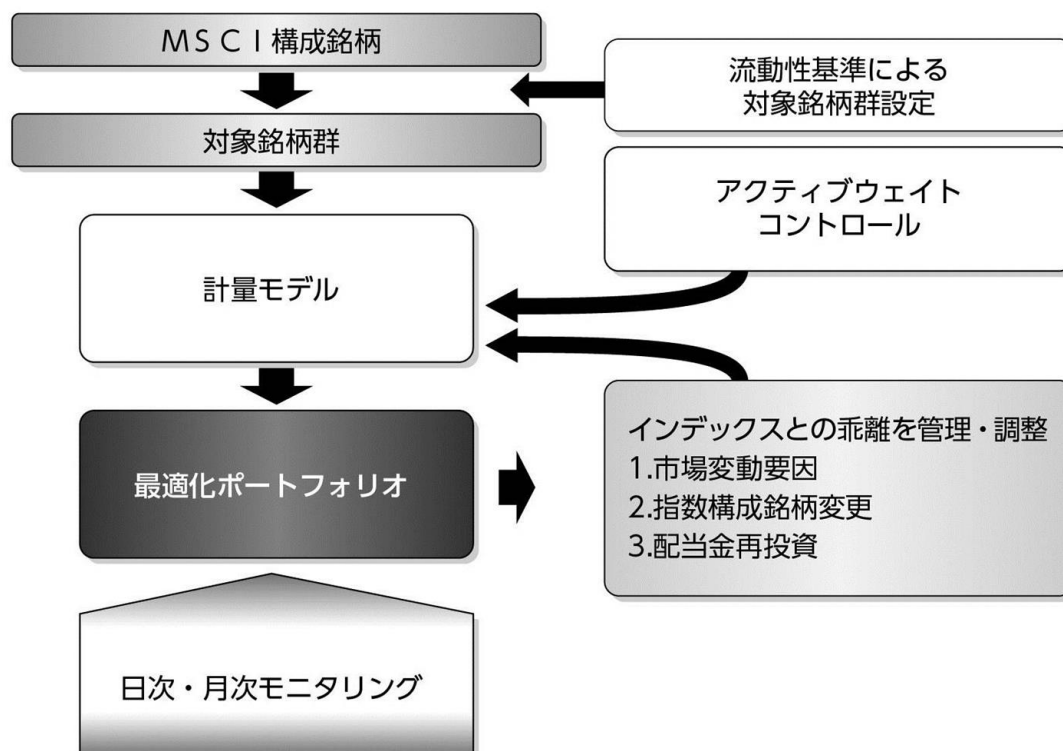 ＭＳＣＩ構成銘柄
流動性基準による
対象銘柄群設定
対象銘柄群
アクティブウェイト
コントロール
計量モデル
インデックスとの乖離を管理・調整
1.市場変動要因
2.指数構成銘柄変更
3.配当金再投資
最適化ポートフォリオ
日次・月次モニタリング